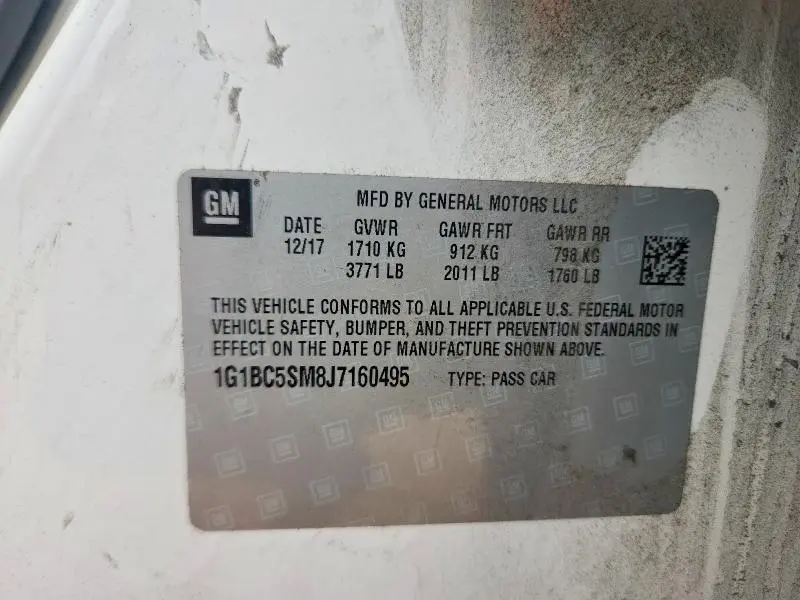 GM
MFD BY GENERAL MOTORS LLC
DATE GVWR GAWR FRT GAWR RR
12/17 1710 KG 912 KG 798 KG
3771 LB 2011 LB 1760 LB
THIS VEHICLE CONFORMS TO ALL APPLICABLE U.S. FEDERAL MOTOR
VEHICLE SAFETY, BUMPER, AND THEFT PREVENTION STANDARDS IN
EFFECT ON THE DATE OF MANUFACTURE SHOWN ABOVE.
1G1BC5SM8J7160495 TYPE: PASS CAR